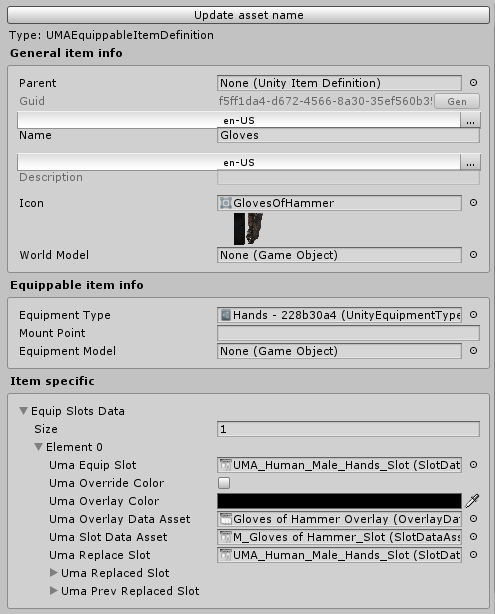 Update asset name
Type: UMAEquippableItemDefinition
General item info
Parent None (Unity Item Definition)
Guid f5ff1da4-d672-4566-8a30-35ef560b3 Gen
en-US ...
Name Gloves
en-US ...
Description
Icon GlovesOfHammer
World Model None (Game Object)
Equippable item info
Equipment Type Hands - 228b30a4 (UnityEquipmentType
Mount Point
Equipment Model None (Game Object)
Item specific
Equip Slots Data
Size 1
Element 0
Uma Equip Slot UMA_Human_Male_Hands_Slot (SlotDat
Uma Override Color
Uma Overlay Color
Uma Overlay Data Asset Gloves of Hammer Overlay (OverlayDat
Uma Slot Data Asset M_Gloves of Hammer_Slot (SlotDataAss
Uma Replace Slot UMA_Human_Male_Hands_Slot (SlotDat
Uma Replaced Slot
Uma Prev Replaced Slot